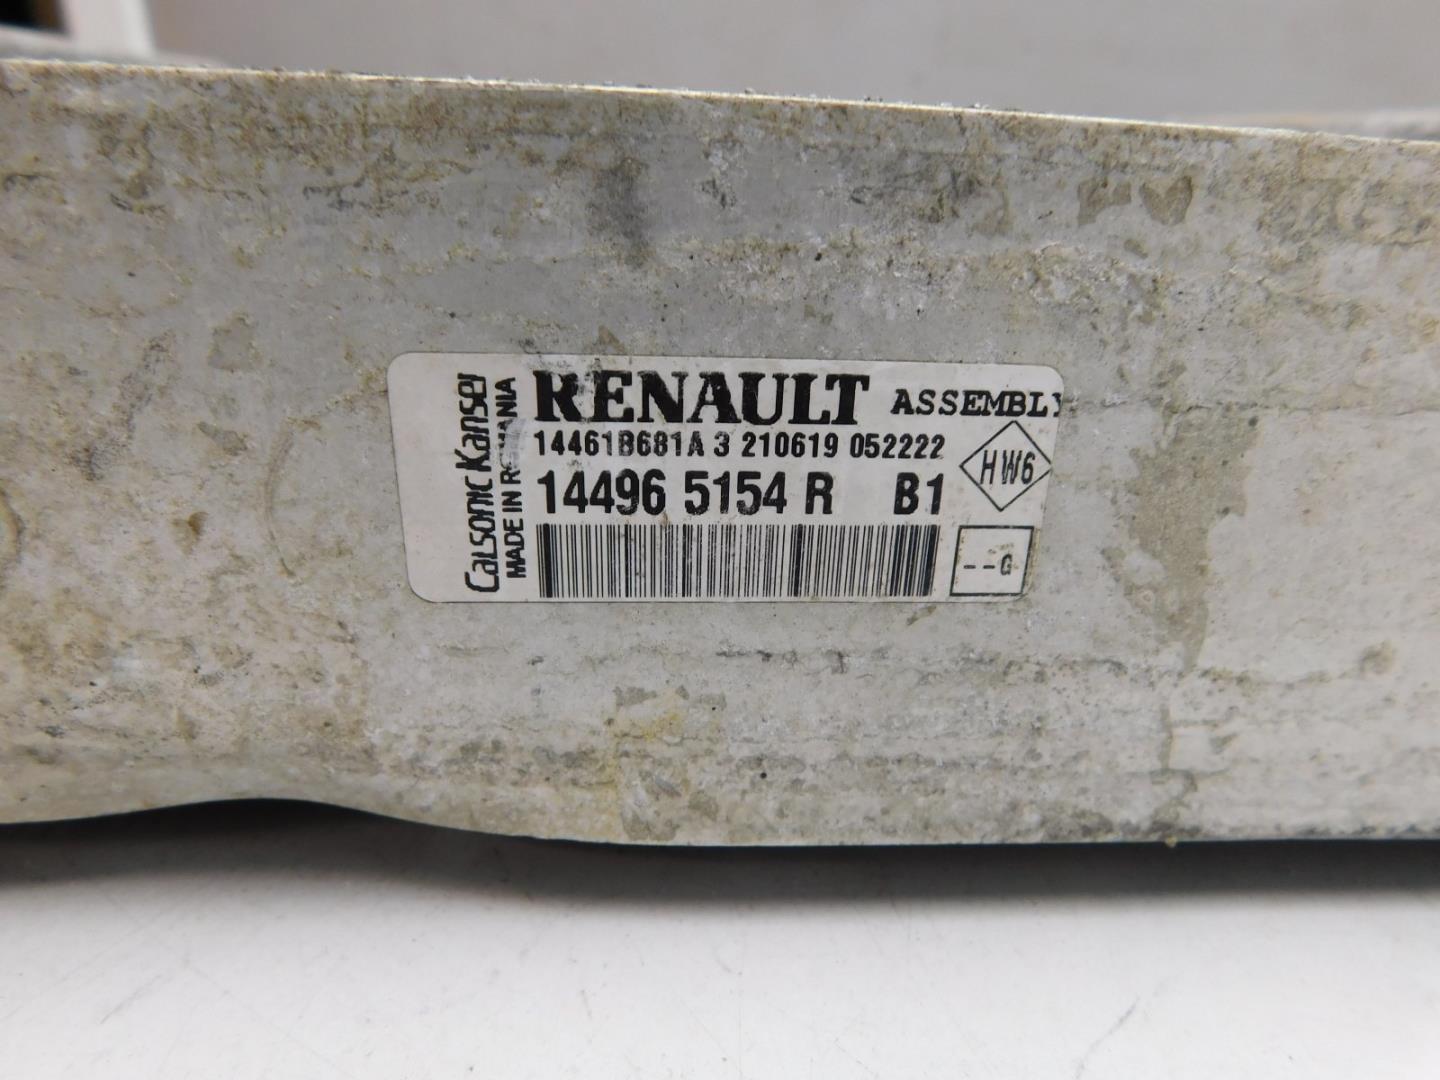 Calsonic Kansei
MADE IN ROMANIA
RENAULT ASSEMBLY
14461B681A 3 210619 052222
14496 5154 R B1
HW6
--G